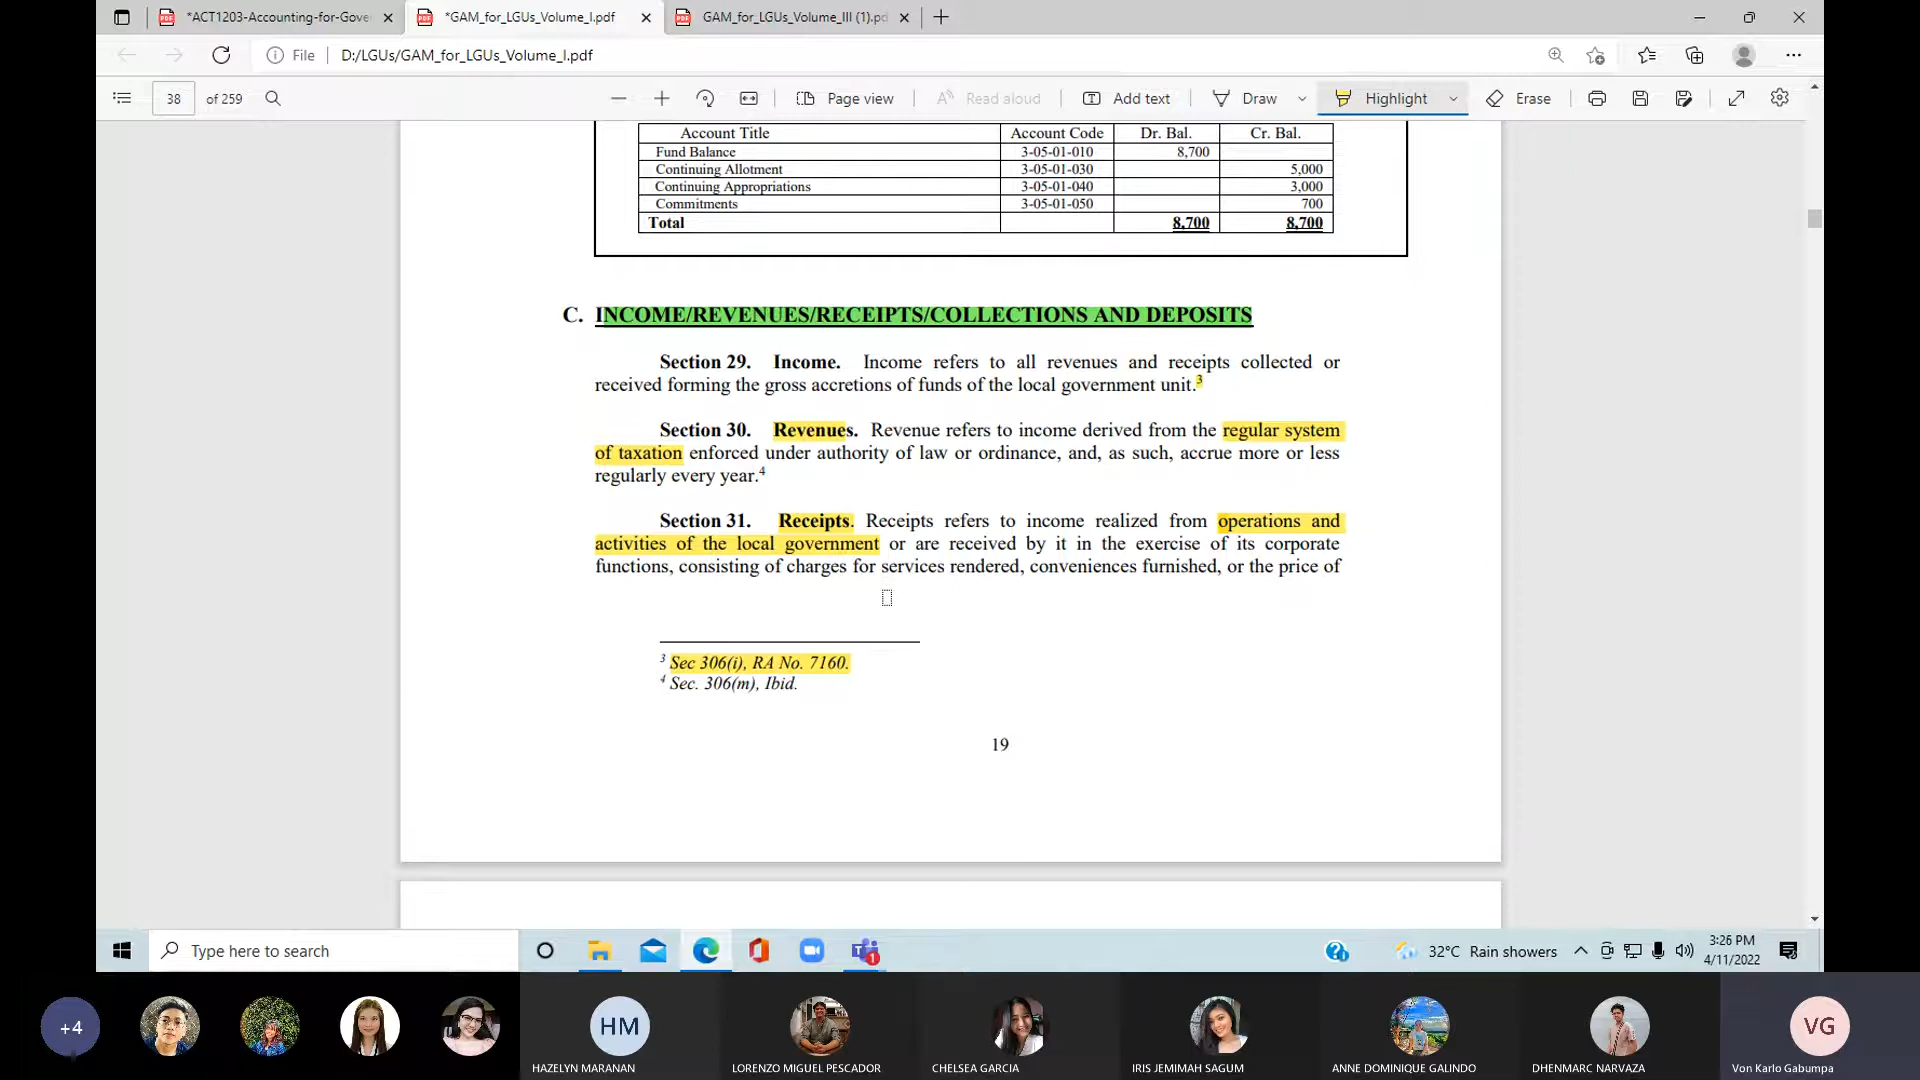 *ACT1203-Accounting-for-Gove
*GAM_for_LGUs_Volume_I.pdf
GAM_for_LGUs_Volume_III (1).pd
File
D:/LGUs/GAM_for_LGUs_Volume_I.pdf
38
of 259
Page view
Read aloud
Add text
Draw
Highlight
Erase
Account Title Account Code Dr. Bal. Cr. Bal.
Fund Balance 3-05-01-010 8,700
Continuing Allotment 3-05-01-030 5,000
Continuing Appropriations 3-05-01-040 3,000
Commitments 3-05-01-050 700
Total 8,700 8,700
C. INCOME/REVENUES/RECEIPTS/COLLECTIONS AND DEPOSITS
Section 29. Income. Income refers to all revenues and receipts collected or
received forming the gross accretions of funds of the local government unit.3
Section 30. Revenues. Revenue refers to income derived from the regular system
of taxation enforced under authority of law or ordinance, and, as such, accrue more or less
regularly every year.4
Section 31. Receipts. Receipts refers to income realized from operations and
activities of the local government or are received by it in the exercise of its corporate
functions, consisting of charges for services rendered, conveniences furnished, or the price of
3 Sec 306(i), RA No. 7160.
4 Sec. 306(m), Ibid.
19
Type here to search
1
32°C Rain showers
3:26 PM
4/11/2022
+4
HM
VG
HAZELYN MARANAN
LORENZO MIGUEL PESCADOR
CHELSEA GARCIA
IRIS JEMIMAH SAGUM
ANNE DOMINIQUE GALINDO
DHENMARC NARVAZA
Von Karlo Gabumpa